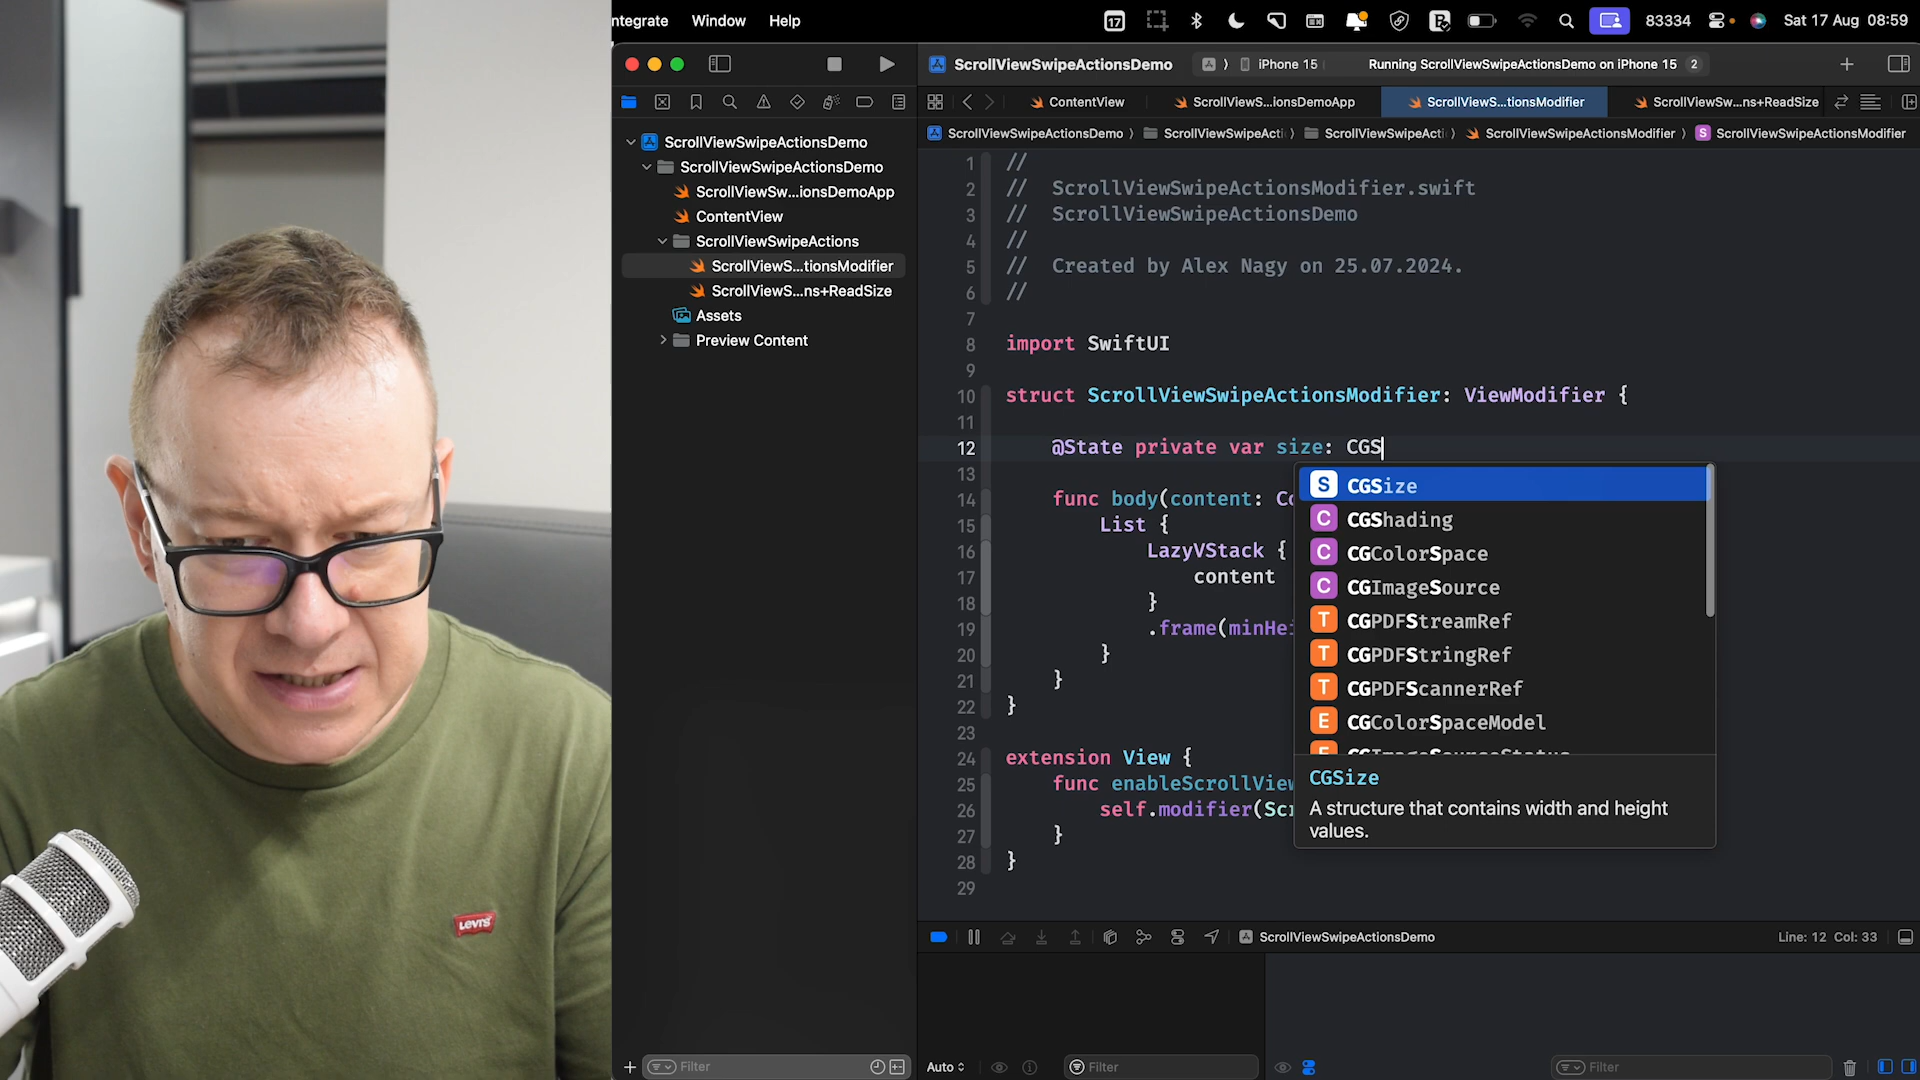 ntegrate Window Help
17
83334 Sat 17 Aug 08:59
ScrollViewSwipeActionsDemo
iPhone 15
Running ScrollViewSwipeActionsDemo on iPhone 15 2
ContentView
ScrollViewS...ionsDemoApp
ScrollViewS...tionsModifier
ScrollViewSw...ns+ReadSize
ScrollViewSwipeActionsDemo
ScrollViewSwipeActi
ScrollViewSwipeActi
ScrollViewSwipeActionsModifier
S ScrollViewSwipeActionsModifier
ScrollViewSwipeActionsDemo
ScrollViewSwipeActionsDemo
ScrollViewSw...ionsDemoApp
ContentView
ScrollViewSwipeActions
ScrollViewS...tionsModifier
ScrollViewS...ns+ReadSize
Assets
Preview Content
1 //
2 // ScrollViewSwipeActionsModifier.swift
3 // ScrollViewSwipeActionsDemo
4 //
5 // Created by Alex Nagy on 25.07.2024.
6 //
7
8 import SwiftUI
9
10 struct ScrollViewSwipeActionsModifier: ViewModifier {
11
12 @State private var size: CGS
13
14 func body(content: Co
15 List {
16 LazyVStack {
17 content
18 }
19 .frame(minHei
20 }
21 }
22 }
23
24 extension View {
25 func enableScrollView
26 self.modifier(Scr
27 }
28 }
29
S CGSize
C CGShading
C CGColorSpace
C CGImageSource
T CGPDFStreamRef
T CGPDFStringRef
T CGPDFScannerRef
E CGColorSpaceModel
E CGImageSourceStatus
CGSize
A structure that contains width and height
values.
ScrollViewSwipeActionsDemo
Line: 12 Col: 33
Filter
Auto
Filter
Filter
Levi's